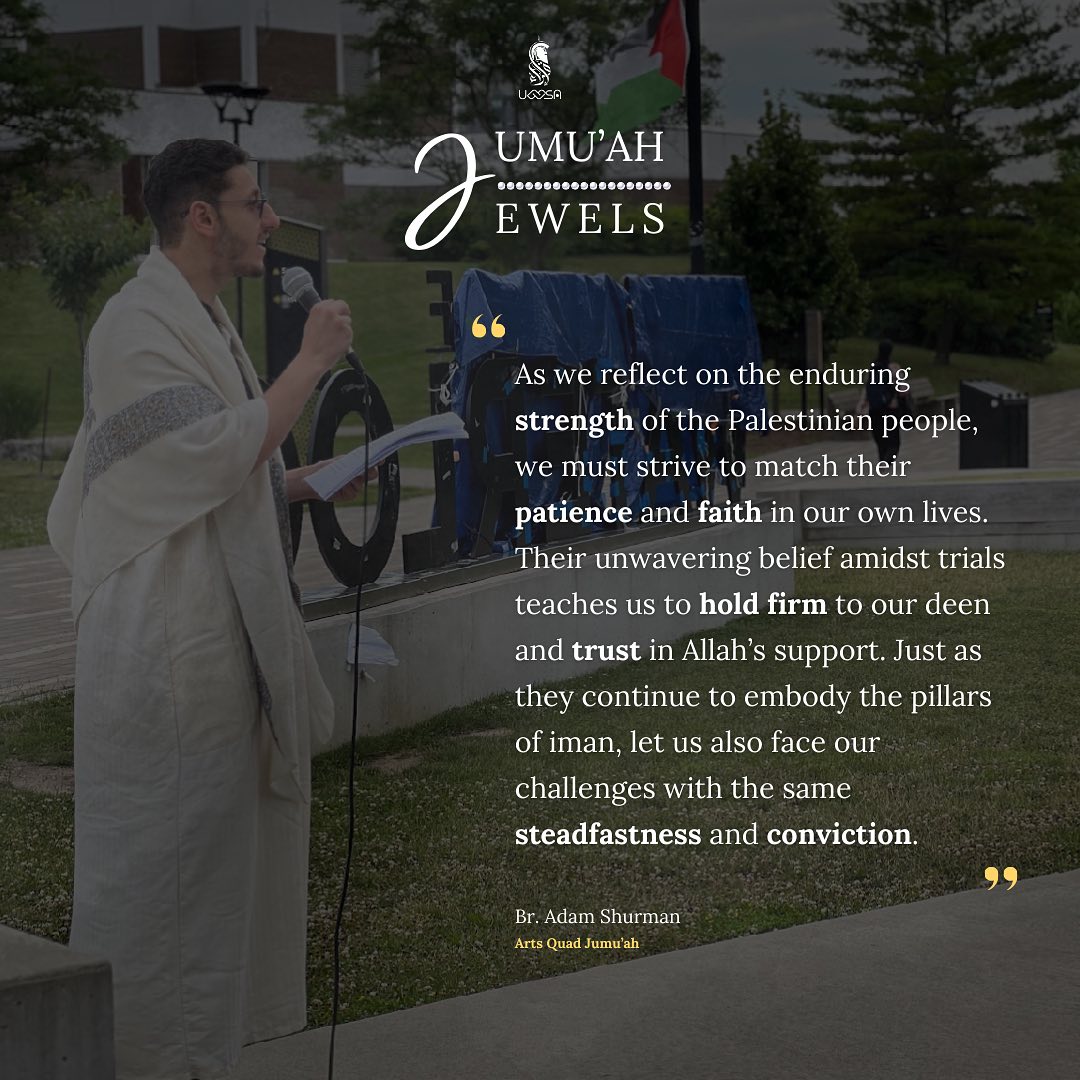 UWMSA
JUMU’AH
JEWELS
“
As we reflect on the enduring
strength of the Palestinian people,
we must strive to match their
patience and faith in our own lives.
Their unwavering belief amidst trials
teaches us to hold firm to our deen
and trust in Allah’s support. Just as
they continue to embody the pillars
of iman, let us also face our
challenges with the same
steadfastness and conviction.
”
Br. Adam Shurman
Arts Quad Jumu’ah